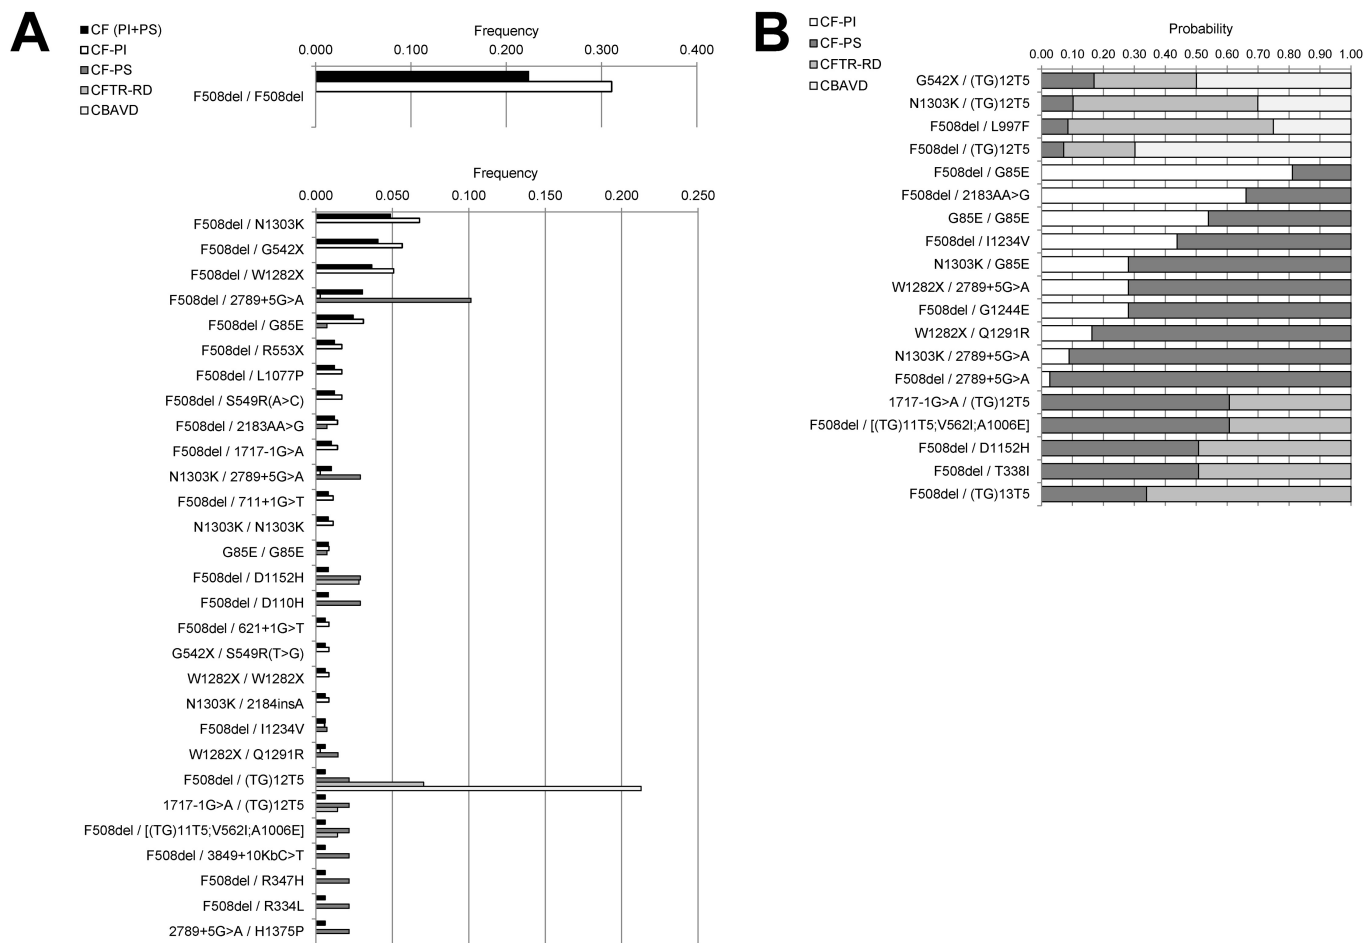 A
CF (PI+PS)
CF-PI
CF-PS
CFTR-RD
CBAVD
Frequency
0.000 0.100 0.200 0.300 0.400
F508del / F508del
Frequency
0.000 0.050 0.100 0.150 0.200 0.250
F508del / N1303K
F508del / G542X
F508del / W1282X
F508del / 2789+5G>A
F508del / G85E
F508del / R553X
F508del / L1077P
F508del / S549R(A>C)
F508del / 2183AA>G
F508del / 1717-1G>A
N1303K / 2789+5G>A
F508del / 711+1G>T
N1303K / N1303K
G85E / G85E
F508del / D1152H
F508del / D110H
F508del / 621+1G>T
G542X / S549R(T>G)
W1282X / W1282X
N1303K / 2184insA
F508del / I1234V
W1282X / Q1291R
F508del / (TG)12T5
1717-1G>A / (TG)12T5
F508del / [(TG)11T5;V562I;A1006E]
F508del / 3849+10KbC>T
F508del / R347H
F508del / R334L
2789+5G>A / H1375P
B
CF-PI
CF-PS
CFTR-RD
CBAVD
Probability
0.00 0.10 0.20 0.30 0.40 0.50 0.60 0.70 0.80 0.90 1.00
G542X / (TG)12T5
N1303K / (TG)12T5
F508del / L997F
F508del / (TG)12T5
F508del / G85E
F508del / 2183AA>G
G85E / G85E
F508del / I1234V
N1303K / G85E
W1282X / 2789+5G>A
F508del / G1244E
W1282X / Q1291R
N1303K / 2789+5G>A
F508del / 2789+5G>A
1717-1G>A / (TG)12T5
F508del / [(TG)11T5;V562I;A1006E]
F508del / D1152H
F508del / T338I
F508del / (TG)13T5